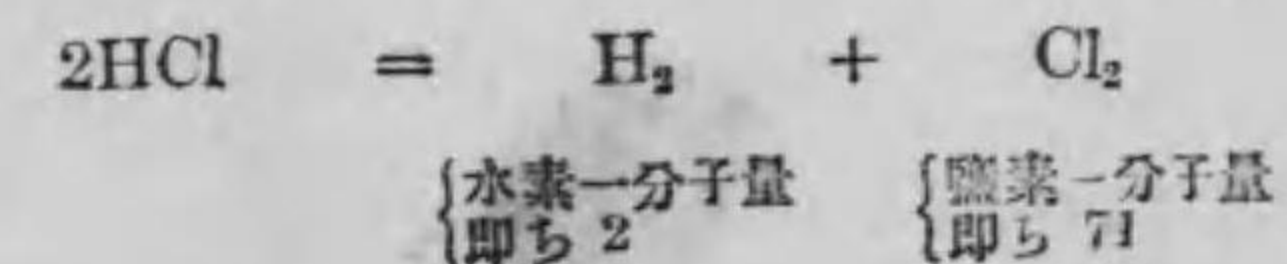 2HCl = H₂ + Cl₂
{水素一分子量 {鹽素一分子量
{即ち 2 {即ち 71